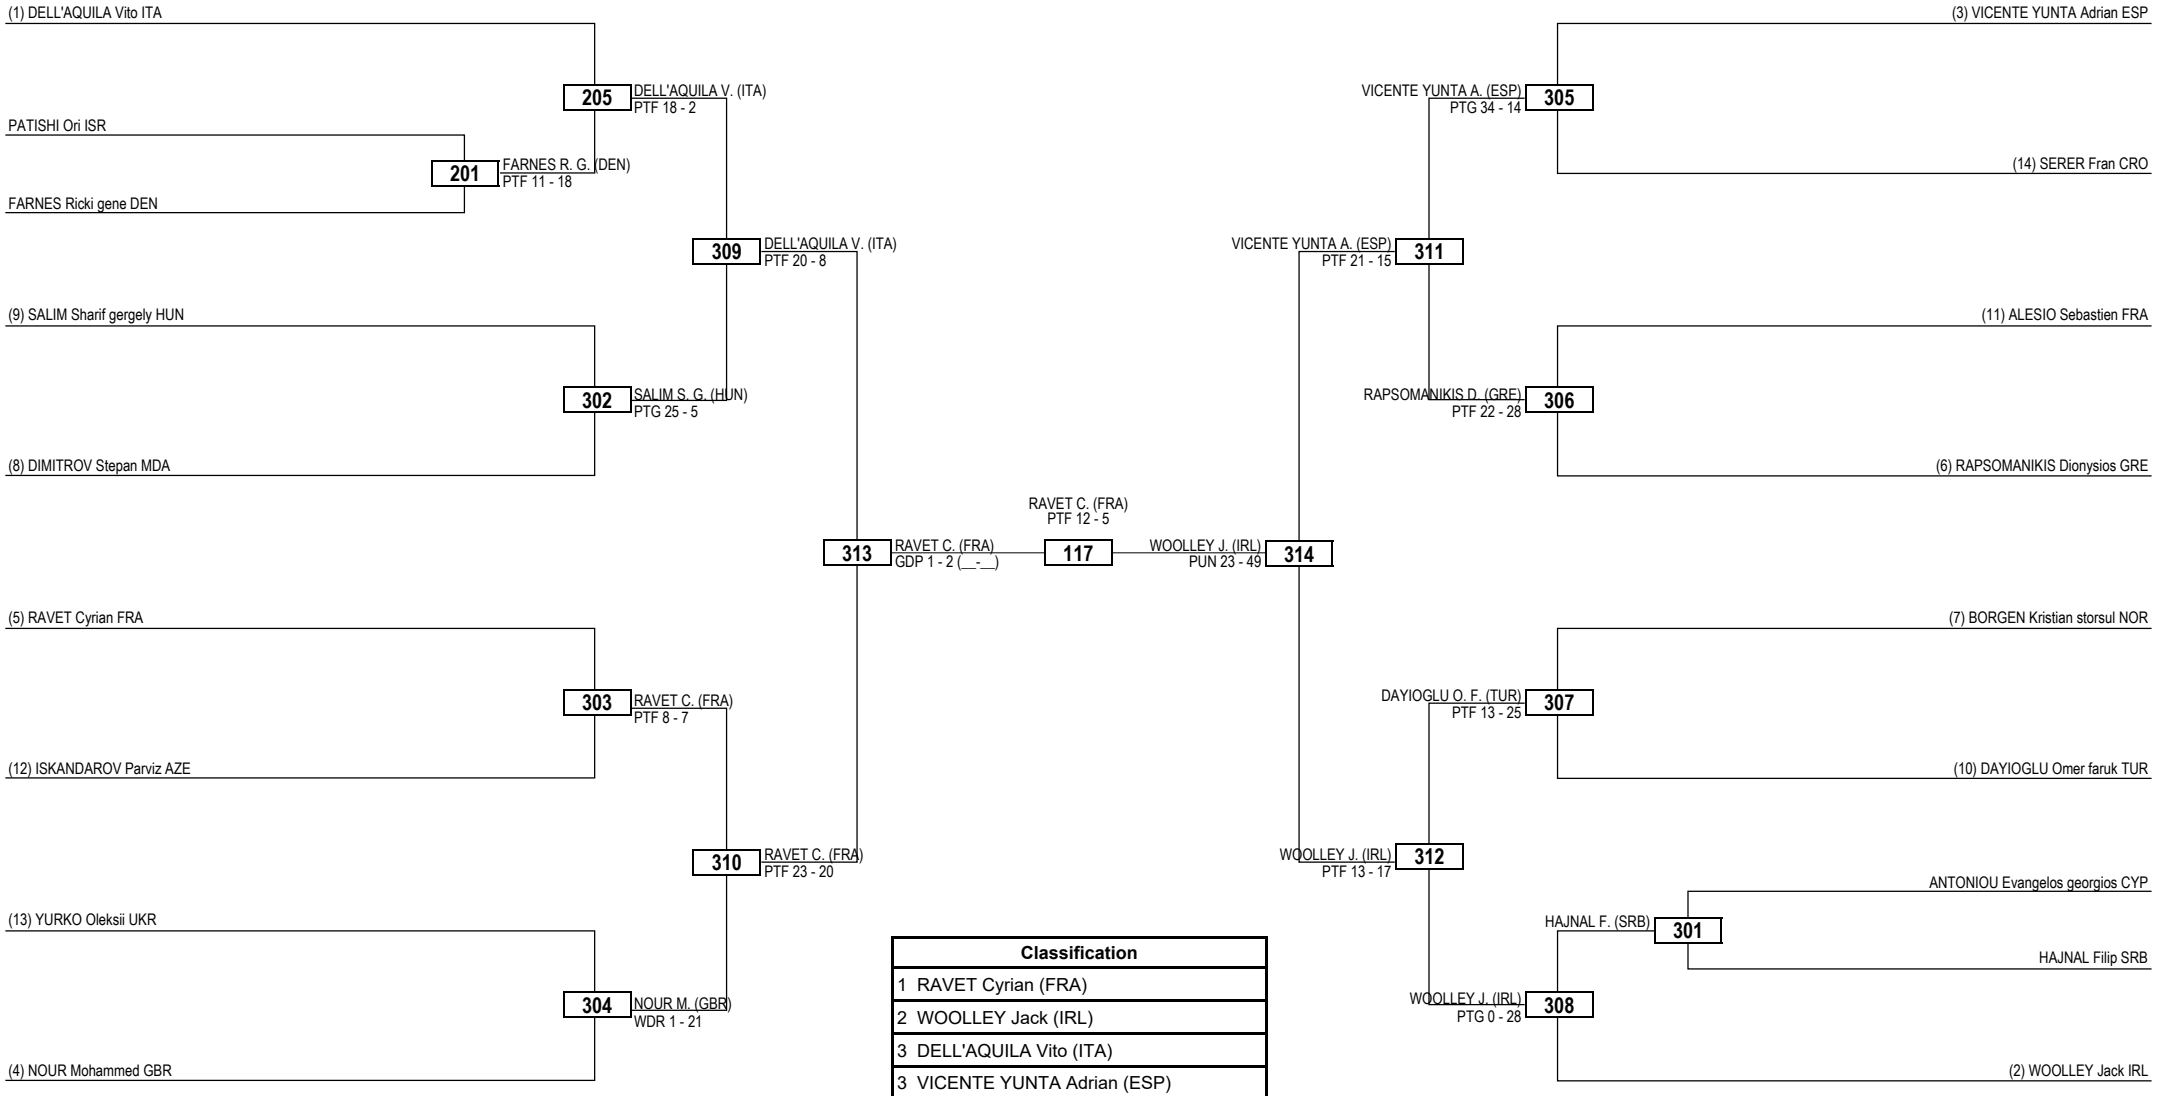 (1) DELL'AQUILA Vito ITA
205
DELL'AQUILA V. (ITA)
PTF 18 - 2
PATISHI Ori ISR
201
FARNES R. G. (DEN)
PTF 11 - 18
FARNES Ricki gene DEN
309
DELL'AQUILA V. (ITA)
PTF 20 - 8
(9) SALIM Sharif gergely HUN
302
SALIM S. G. (HUN)
PTG 25 - 5
(8) DIMITROV Stepan MDA
313
RAVET C. (FRA)
GDP 1 - 2 (__-__)
(5) RAVET Cyrian FRA
303
RAVET C. (FRA)
PTF 8 - 7
(12) ISKANDAROV Parviz AZE
310
RAVET C. (FRA)
PTF 23 - 20
(13) YURKO Oleksii UKR
304
NOUR M. (GBR)
WDR 1 - 21
(4) NOUR Mohammed GBR
RAVET C. (FRA)
PTF 12 - 5
117
(3) VICENTE YUNTA Adrian ESP
VICENTE YUNTA A. (ESP)
PTG 34 - 14
305
(14) SERER Fran CRO
VICENTE YUNTA A. (ESP)
PTF 21 - 15
311
(11) ALESIO Sebastien FRA
RAPSOMANIKIS D. (GRE)
PTF 22 - 28
306
(6) RAPSOMANIKIS Dionysios GRE
WOOLLEY J. (IRL)
PUN 23 - 49
314
(7) BORGEN Kristian storsul NOR
DAYIOGLU O. F. (TUR)
PTF 13 - 25
307
(10) DAYIOGLU Omer faruk TUR
WOOLLEY J. (IRL)
PTF 13 - 17
312
ANTONIOU Evangelos georgios CYP
HAJNAL F. (SRB)
301
HAJNAL Filip SRB
WOOLLEY J. (IRL)
PTG 0 - 28
308
(2) WOOLLEY Jack IRL
Classification
1 RAVET Cyrian (FRA)
2 WOOLLEY Jack (IRL)
3 DELL'AQUILA Vito (ITA)
3 VICENTE YUNTA Adrian (ESP)